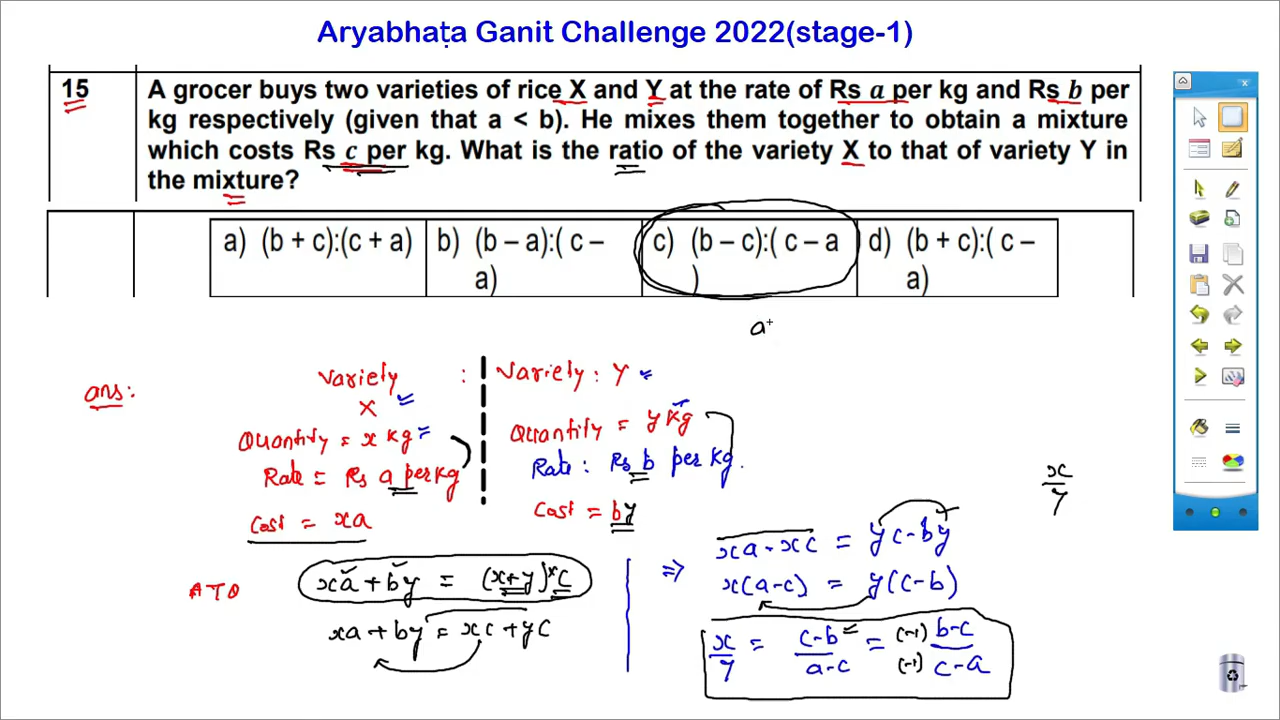 Aryabhaṭa Ganit Challenge 2022(stage-1)
15 A grocer buys two varieties of rice X and Y at the rate of Rs a per kg and Rs b per
kg respectively (given that a < b). He mixes them together to obtain a mixture
which costs Rs c per kg. What is the ratio of the variety X to that of variety Y in
the mixture?
a) (b + c):(c + a) b) (b – a):( c – a) c) (b – c):( c – a ) d) (b + c):( c – a)
a+
ans:
Variety X : Variety : Y
Quantity = x kg Quantity = y kg
Rate = Rs a per kg Rate : Rs b per kg.
Cost = xa Cost = by
x/y
ATQ xa + by = (x+y) × c
xa + by = xc + yc
⇒ xa - xc = yc - by
x(a-c) = y(c-b)
x/y = c-b/a-c = (-1) b-c/(-1) c-a